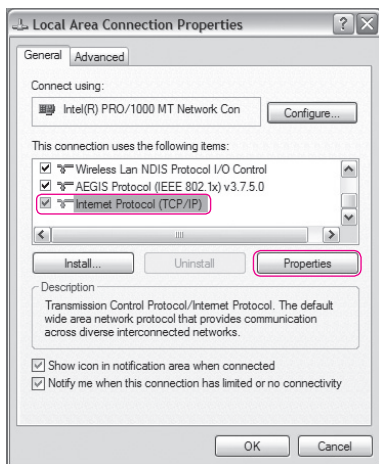 Local Area Connection Properties
General
Advanced
Connect using:
Intel(R) PRO/1000 MT Network Con
Configure...
This connection uses the following items:
Wireless Lan NDIS Protocol I/O Control
AEGIS Protocol (IEEE 802.1x) v3.7.5.0
Internet Protocol (TCP/IP)
Install...
Uninstall
Properties
Description
Transmission Control Protocol/Internet Protocol. The default
wide area network protocol that provides communication
across diverse interconnected networks.
Show icon in notification area when connected
Notify me when this connection has limited or no connectivity
OK
Cancel